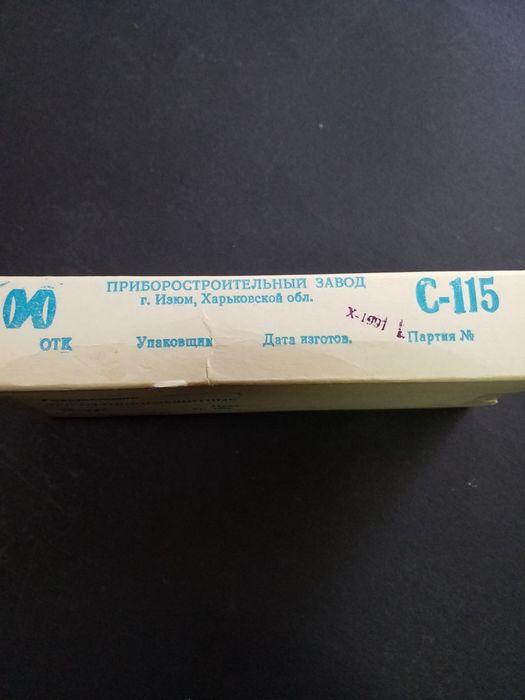 ПРИБОРОСТРОИТЕЛЬНЫЙ ЗАВОД
г. Изюм, Харьковской обл.
С-115
X-1991 г.
ОТК Упаковщик Дата изготов. Партия №